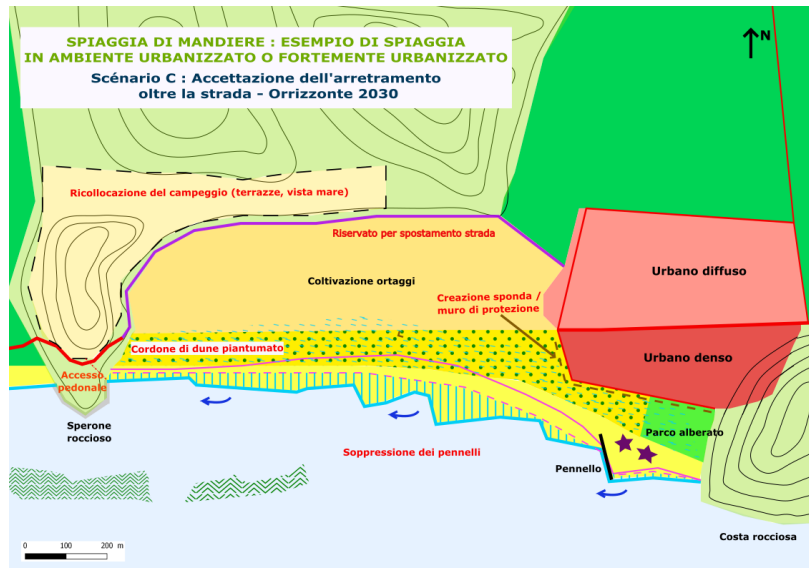 SPIAGGIA DI MANDIERE : ESEMPIO DI SPIAGGIA
IN AMBIENTE URBANIZZATO O FORTEMENTE URBANIZZATO
Scénario C : Accettazione dell'arretramento
oltre la strada - Orrizzonte 2030
N
Ricollocazione del campeggio (terrazze, vista mare)
Riservato per spostamento strada
Coltivazione ortaggi
Urbano diffuso
Creazione sponda /
muro di protezione
Cordone di dune piantumato
Urbano denso
Accesso
pedonale
Sperone
roccioso
Parco alberato
Soppressione dei pennelli
Pennello
Costa rocciosa
0 100 200 m